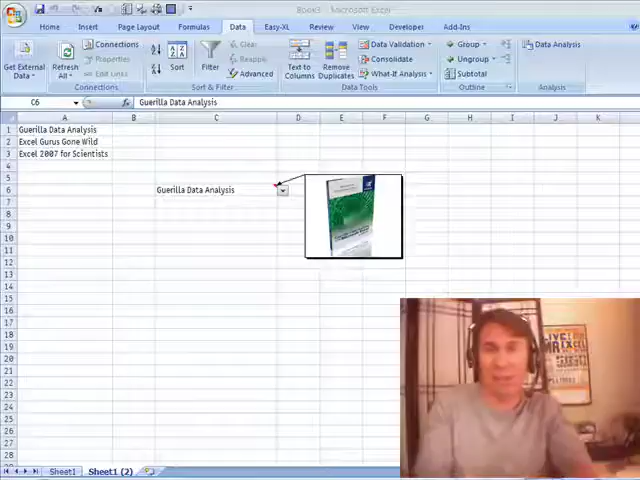 Book3 - Microsoft Excel
Home Insert Page Layout Formulas Data Easy-XL Review View Developer Add-Ins
Get External Data
Refresh All
Connections
Properties
Edit Links
Connections
Sort
Filter
Clear
Reapply
Advanced
Sort & Filter
Text to Columns
Remove Duplicates
Data Validation
Consolidate
What-If Analysis
Data Tools
Group
Ungroup
Subtotal
Outline
Data Analysis
Analysis
C6 fx Guerilla Data Analysis
A B C D E F G H I J K
1 Guerilla Data Analysis
2 Excel Gurus Gone Wild
3 Excel 2007 for Scientists
4
5
6 Guerilla Data Analysis
7
8
9
10
11
12
13
14
15
16
17
18
19
20
21
22
23
24
25
26
27
28
Sheet1 Sheet1 (2)